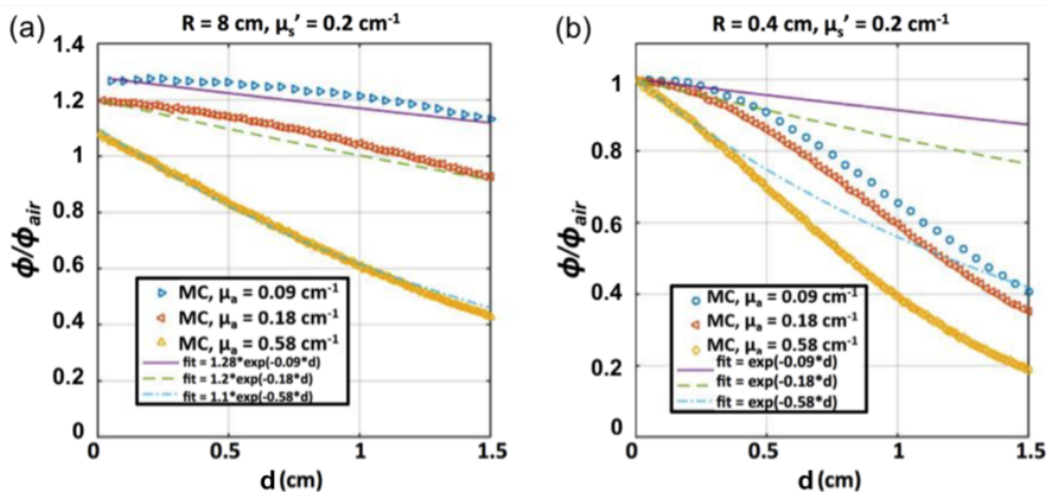 (a)
R = 8 cm, μs' = 0.2 cm-1
1.4
1.2
1
0.8
0.6
0.4
0.2
0
ϕ/ϕair
MC, μa = 0.09 cm-1
MC, μa = 0.18 cm-1
MC, μa = 0.58 cm-1
fit = 1.28*exp(-0.09*d)
fit = 1.2*exp(-0.18*d)
fit = 1.1*exp(-0.58*d)
0 0.5 1 1.5
d (cm)
(b)
R = 0.4 cm, μs' = 0.2 cm-1
1
0.8
0.6
0.4
0.2
0
ϕ/ϕair
MC, μa = 0.09 cm-1
MC, μa = 0.18 cm-1
MC, μa = 0.58 cm-1
fit = exp(-0.09*d)
fit = exp(-0.18*d)
fit = exp(-0.58*d)
0 0.5 1 1.5
d (cm)